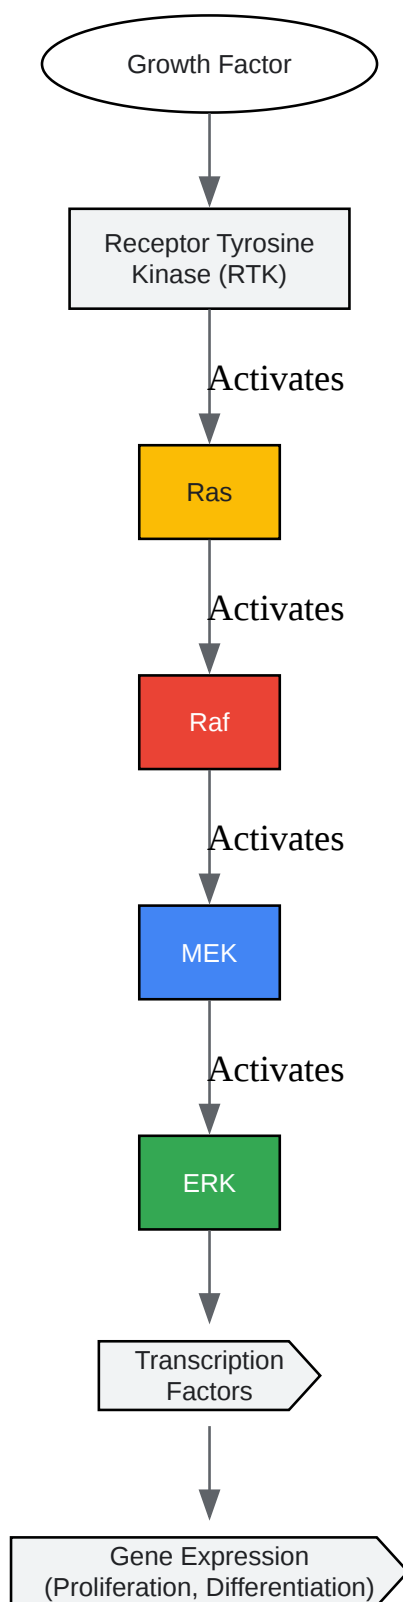 Growth Factor
Receptor Tyrosine
Kinase (RTK)
Activates
Ras
Activates
Raf
Activates
MEK
Activates
ERK
Transcription
Factors
Gene Expression
(Proliferation, Differentiation)